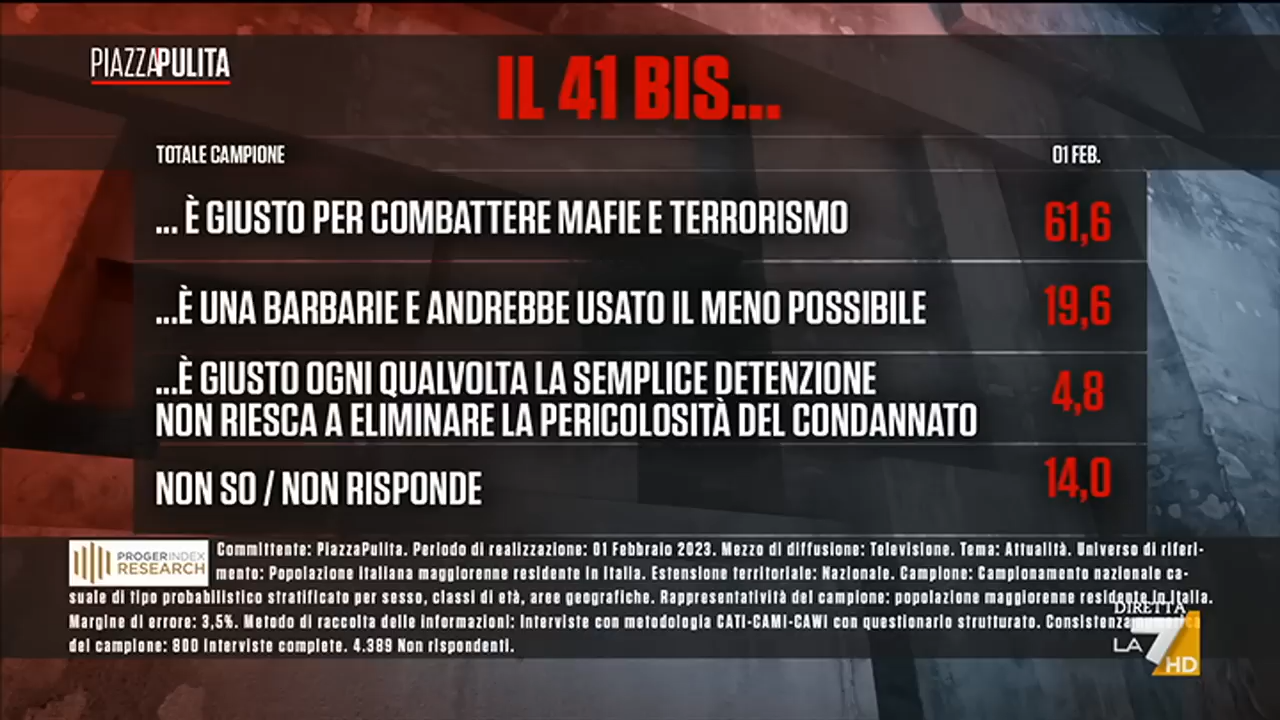 PIAZZAPULITA
IL 41 BIS...
TOTALE CAMPIONE 01 FEB.
... È GIUSTO PER COMBATTERE MAFIE E TERRORISMO 61,6
...È UNA BARBARIE E ANDREBBE USATO IL MENO POSSIBILE 19,6
...È GIUSTO OGNI QUALVOLTA LA SEMPLICE DETENZIONE
NON RIESCA A ELIMINARE LA PERICOLOSITÀ DEL CONDANNATO 4,8
NON SO / NON RISPONDE 14,0
PROGERINDEX
RESEARCH
Committente: PiazzaPulita. Periodo di realizzazione: 01 Febbraio 2023. Mezzo di diffusione: Televisione. Tema: Attualità. Universo di riferi-
mento: Popolazione italiana maggiorenne residente in Italia. Estensione territoriale: Nazionale. Campione: Campionamento nazionale ca-
suale di tipo probabilistico stratificato per sesso, classi di età, aree geografiche. Rappresentatività del campione: popolazione maggiorenne residente in Italia.
Margine di errore: 3,5%. Metodo di raccolta delle informazioni: Interviste con metodologia CATI-CAMI-CAWI con questionario strutturato. Consistenza numerica
del campione: 800 interviste complete. 4.389 Non rispondenti.
DIRETTA
LA7
HD